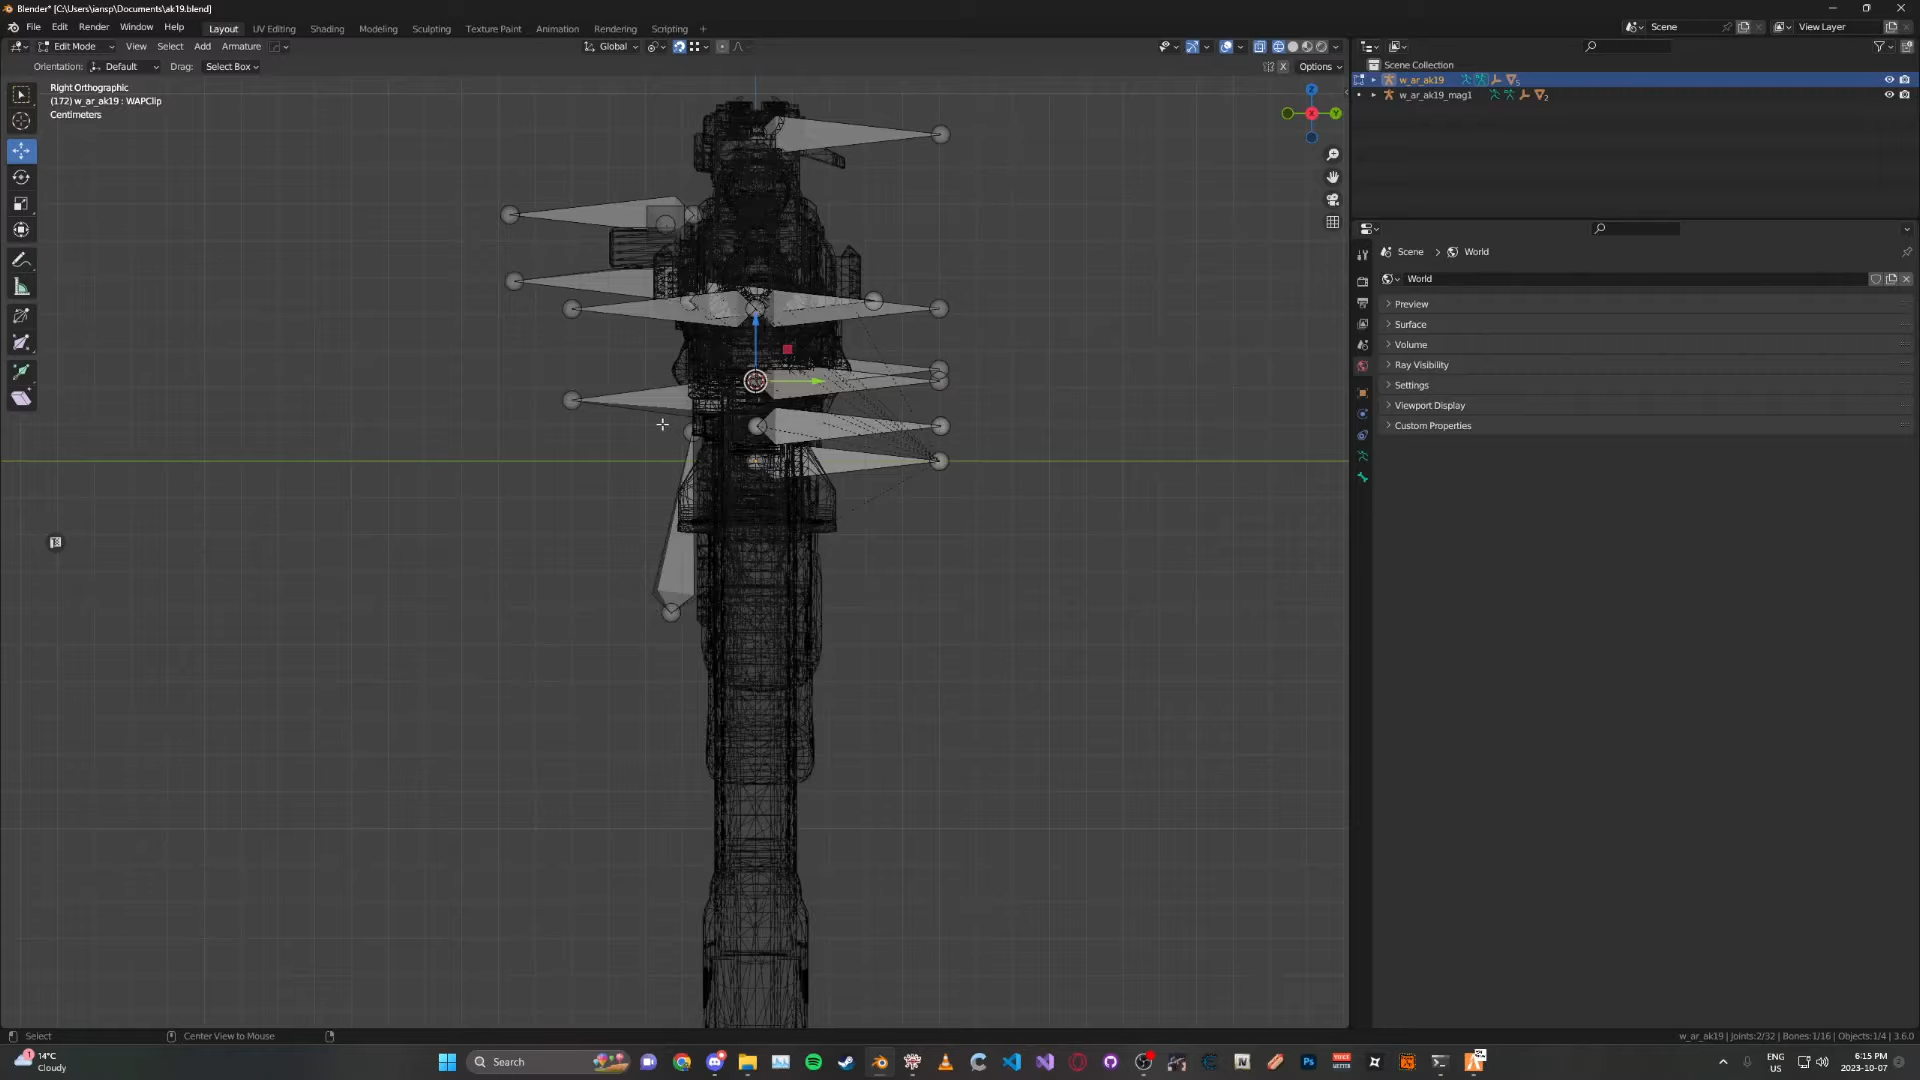 Blender* [C:\Users\iansp\Documents\ak19.blend]
File Edit Render Window Help Layout UV Editing Shading Modeling Sculpting Texture Paint Animation Rendering Scripting + Scene View Layer
Edit Mode View Select Add Armature Global
Orientation: Default Drag: Select Box X Options
Right Orthographic
(172) w_ar_ak19 : WAPClip
Centimeters
Z
X
Y
Scene Collection
w_ar_ak19 5
w_ar_ak19_mag1 2
Scene > World
World
Preview
Surface
Volume
Ray Visibility
Settings
Viewport Display
Custom Properties
Select Center View to Mouse w_ar_ak19 | Joints:2/32 | Bones:1/16 | Objects:1/4 | 3.6.0
1 14°C
Cloudy
Search
Ps
ENG
US
6:15 PM
2023-10-07